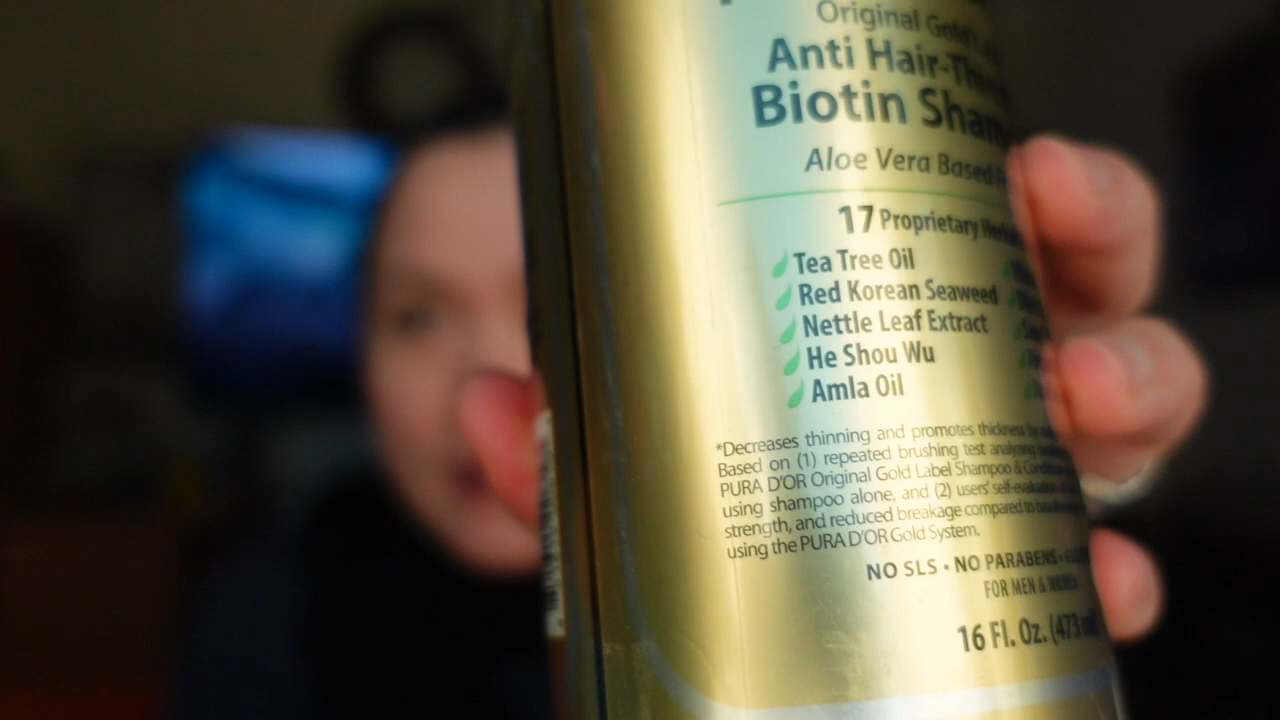 Original Gold
Anti Hair-
Biotin
Aloe Vera Based
17 Proprietary
Tea Tree Oil
Red Korean Seaweed
Nettle Leaf Extract
He Shou Wu
Amla Oil
*Decreases thinning and promotes thickness by
Based on (1) repeated brushing test analyzing
PURA D'OR Original Gold Label Shampoo &
using shampoo alone, and (2) users' self-evaluation
strength, and reduced breakage compared to
using the PURA D'OR Gold System.
NO SLS • NO PARABENS •
FOR MEN & WOMEN
16 Fl. Oz. (473